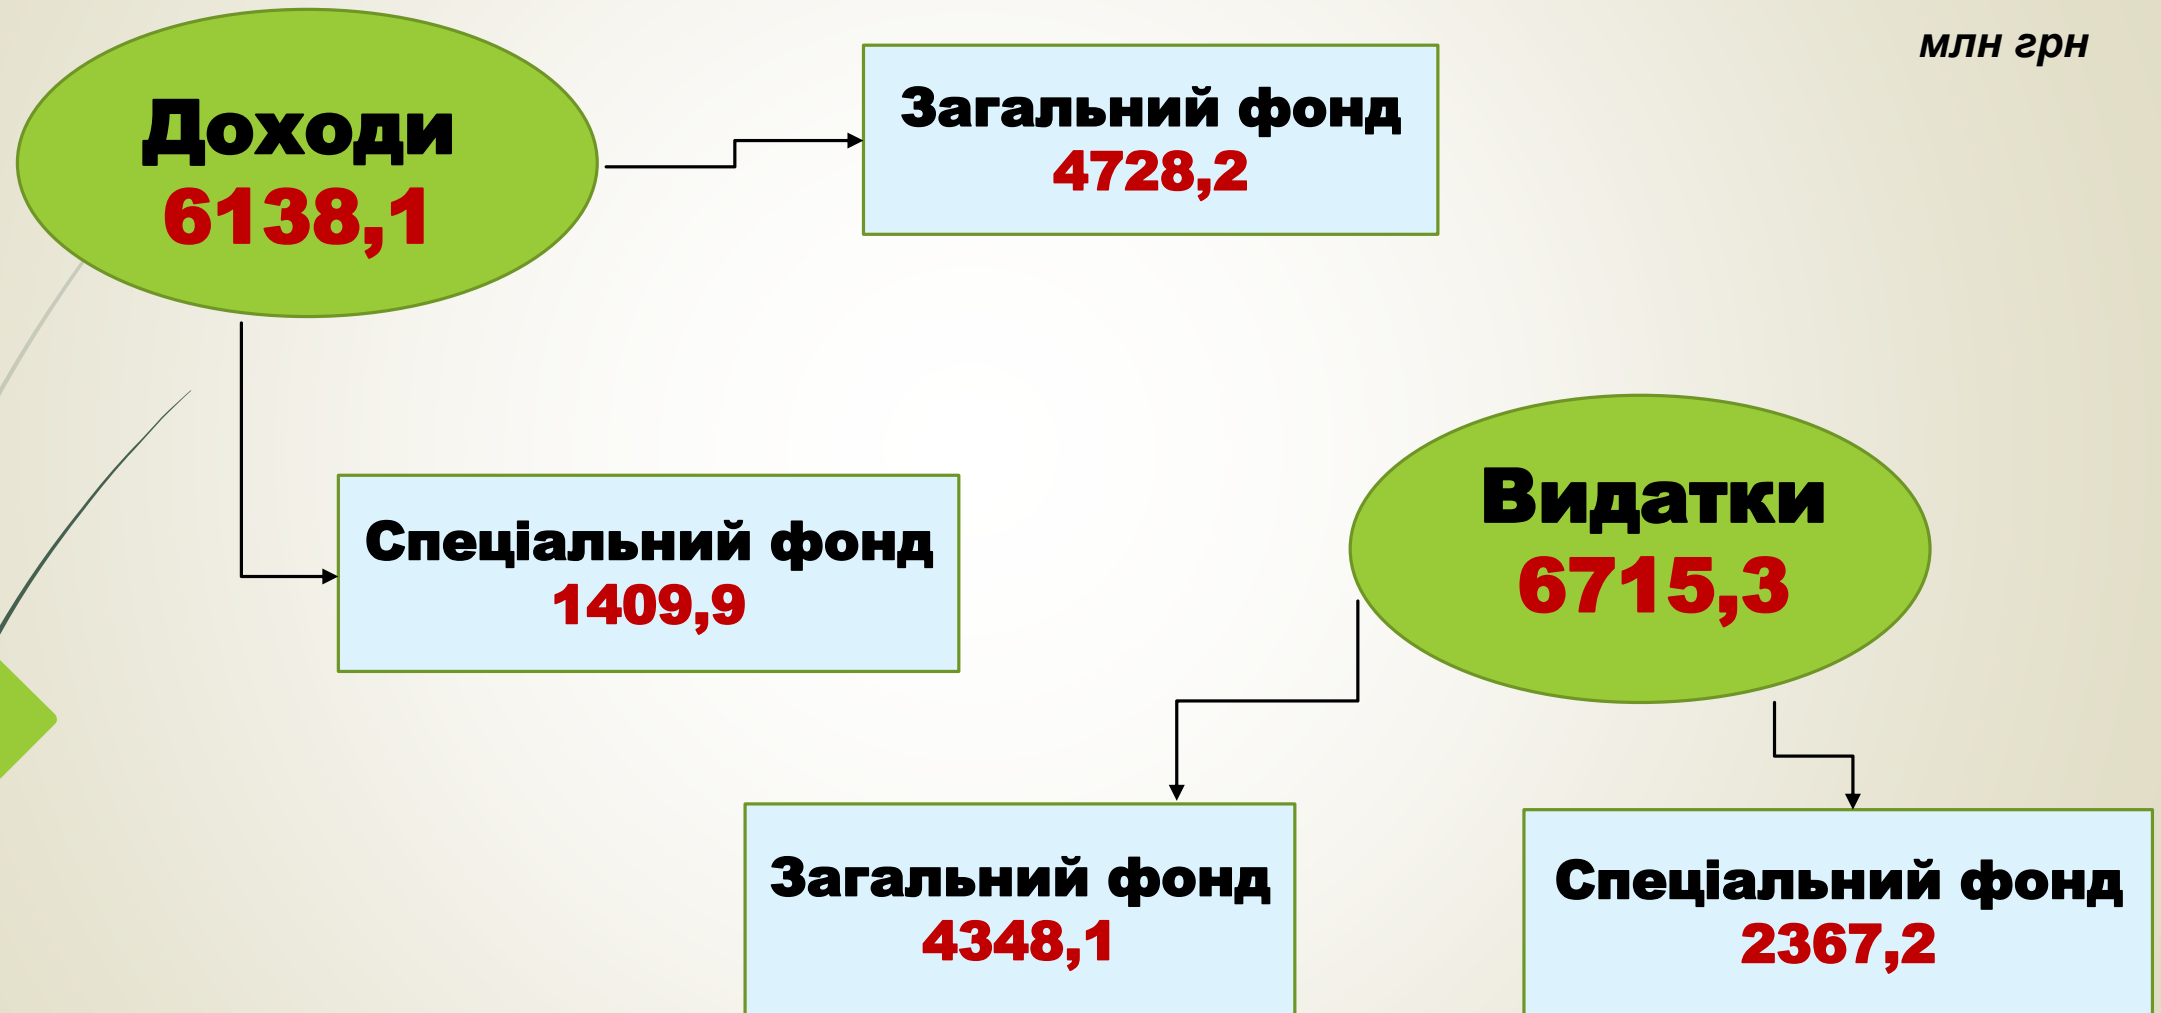 млн грн
Доходи
6138,1
Загальний фонд
4728,2
Спеціальний фонд
1409,9
Видатки
6715,3
Загальний фонд
4348,1
Спеціальний фонд
2367,2